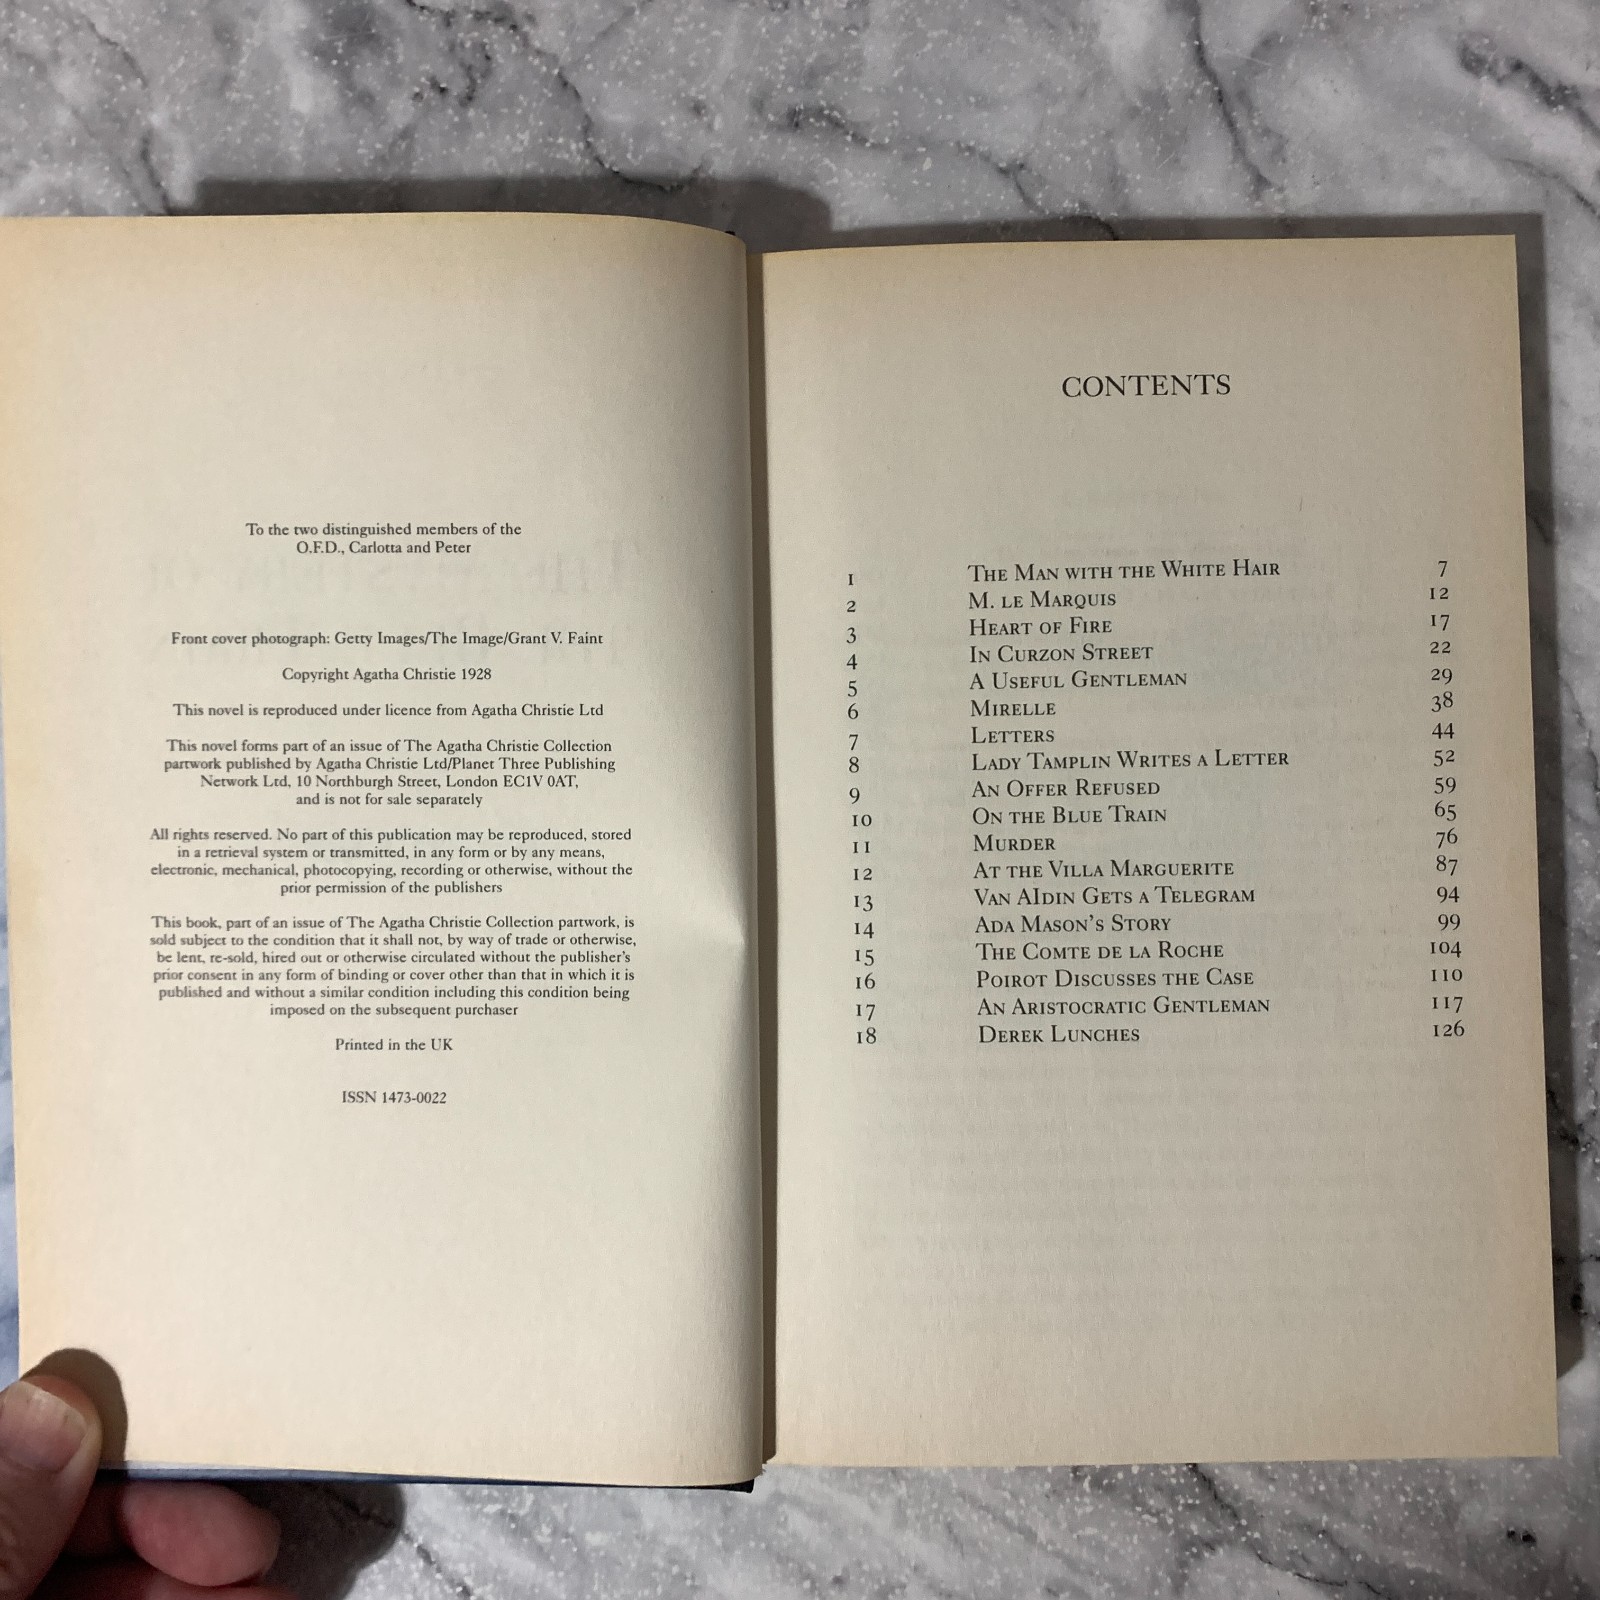 To the two distinguished members of the
O.F.D., Carlotta and Peter
Front cover photograph: Getty Images/The Image/Grant V. Faint
Copyright Agatha Christie 1928
This novel is reproduced under licence from Agatha Christie Ltd
This novel forms part of an issue of The Agatha Christie Collection
partwork published by Agatha Christie Ltd/Planet Three Publishing
Network Ltd, 10 Northburgh Street, London EC1V 0AT,
and is not for sale separately
All rights reserved. No part of this publication may be reproduced, stored
in a retrieval system or transmitted, in any form or by any means,
electronic, mechanical, photocopying, recording or otherwise, without the
prior permission of the publishers
This book, part of an issue of The Agatha Christie Collection partwork, is
sold subject to the condition that it shall not, by way of trade or otherwise,
be lent, re-sold, hired out or otherwise circulated without the publisher's
prior consent in any form of binding or cover other than that in which it is
published and without a similar condition including this condition being
imposed on the subsequent purchaser
Printed in the UK
ISSN 1473-0022
CONTENTS
1 The Man with the White Hair 7
2 M. le Marquis 12
3 Heart of Fire 17
4 In Curzon Street 22
5 A Useful Gentleman 29
6 Mirelle 38
7 Letters 44
8 Lady Tamplin Writes a Letter 52
9 An Offer Refused 59
10 On the Blue Train 65
11 Murder 76
12 At the Villa Marguerite 87
13 Van AIdin Gets a Telegram 94
14 Ada Mason's Story 99
15 The Comte de la Roche 104
16 Poirot Discusses the Case 110
17 An Aristocratic Gentleman 117
18 Derek Lunches 126